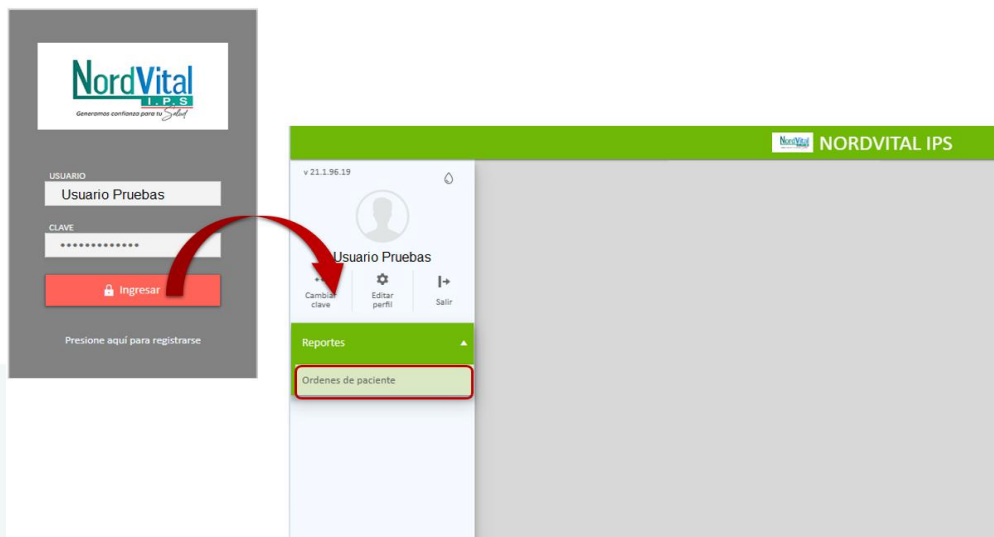 NordVital
I.P.S
Generamos confianza para tu Salud
USUARIO
Usuario Pruebas
CLAVE
•••••••••••••
Ingresar
Presione aquí para registrarse
NordVital NORDVITAL IPS
v 21.1.96.19
Usuario Pruebas
Cambiar clave
Editar perfil
Salir
Reportes
Ordenes de paciente